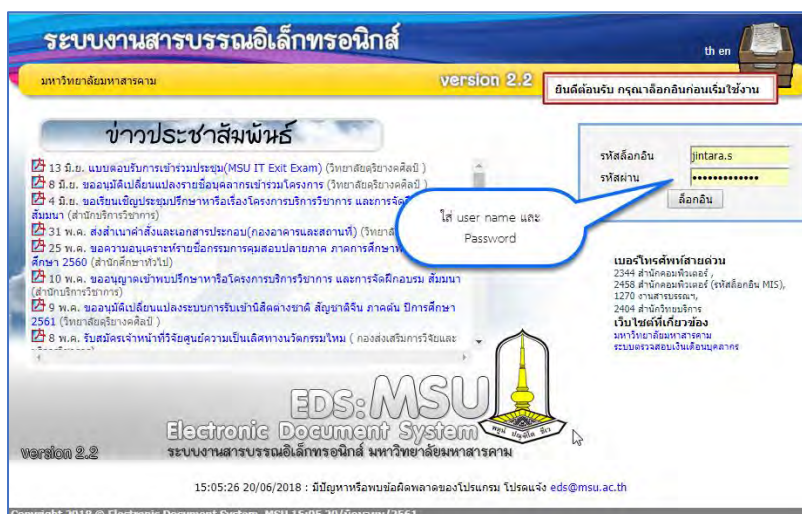 ระบบงานสารบรรณอิเล็กทรอนิกส์
th en
มหาวิทยาลัยมหาสารคาม
version 2.2
ยินดีต้อนรับ กรุณาล็อกอินก่อนเริ่มใช้งาน
ข่าวประชาสัมพันธ์
13 มิ.ย. แบบตอบรับการเข้าร่วมประชุม(MSU IT Exit Exam) (วิทยาลัยดุริยางคศิลป์ )
8 มิ.ย. ขออนุมัติเปลี่ยนแปลงรายชื่อบุคลากรเข้าร่วมโครงการ (วิทยาลัยดุริยางคศิลป์ )
4 มิ.ย. ขอเรียนเชิญประชุมปรึกษาหารือเรื่องโครงการบริการวิชาการ และการจัด
สัมมนา (สำนักบริการวิชาการ)
31 พ.ค. ส่งสำเนาคำสั่งและเอกสารประกอบ(กองอาคารและสถานที่)
25 พ.ค. ขอความอนุเคราะห์รายชื่อกรรมการคุมสอบปลายภาค ภาคการศึกษา
ศึกษา 2560 (สำนักศึกษาทั่วไป)
10 พ.ค. ขออนุญาตเข้าพบปรึกษาหารือโครงการบริการวิชาการ และการจัดฝึกอบรม สัมมนา
(สำนักบริการวิชาการ)
9 พ.ค. ขออนุมัติเปลี่ยนแปลงระบบการรับเข้านิสิตต่างชาติ สัญชาติจีน ภาคต้น ปีการศึกษา
2561 (วิทยาลัยดุริยางคศิลป์ )
8 พ.ค. รับสมัครเจ้าหน้าที่วิจัยศูนย์ความเป็นเลิศทางนวัตกรรมไหม ( กองส่งเสริมการวิจัยและ
รหัสล็อกอิน jintara.s
รหัสผ่าน •••••••••••••
ล็อกอิน
ใส่ user name และ
Password
เบอร์โทรศัพท์สายด่วน
2344 สำนักคอมพิวเตอร์ ,
2458 สำนักคอมพิวเตอร์ (รหัสล็อกอิน MIS),
1270 งานสารบรรณฯ,
2404 สำนักวิทยบริการ
เว็บไซต์ที่เกี่ยวข้อง
มหาวิทยาลัยมหาสารคาม
ระบบตรวจสอบเงินเดือนบุคลากร
EDS:MSU
Electronic Document System
พหูนํ ปณฺฑิโต ชีเว
version 2.2
ระบบงานสารบรรณอิเล็กทรอนิกส์ มหาวิทยาลัยมหาสารคาม
15:05:26 20/06/2018 : มีปัญหาหรือพบข้อผิดพลาดของโปรแกรม โปรดแจ้ง eds@msu.ac.th
Copyright 2018 © Electronic Document System, MSU 15:05 20/มิถุนายน/2561